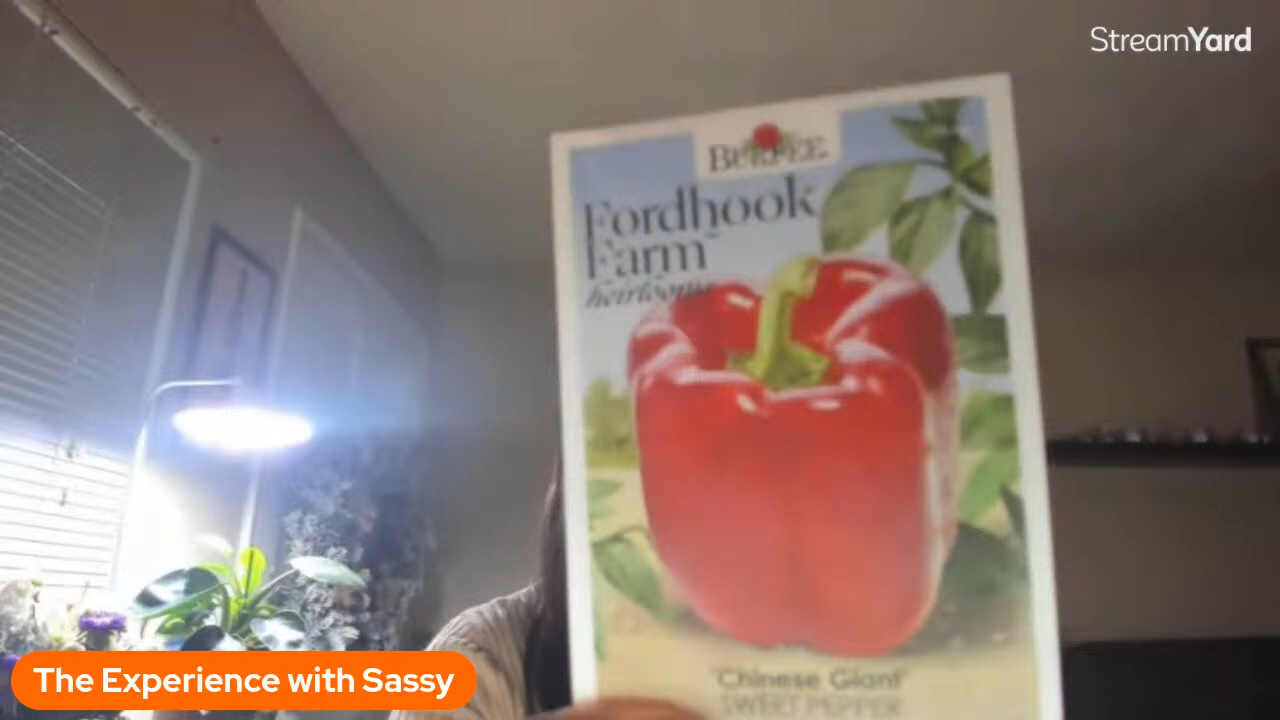 StreamYard
BURPEE
Fordhook
Farm
heirlooms
'Chinese Giant'
SWEET PEPPER
The Experience with Sassy